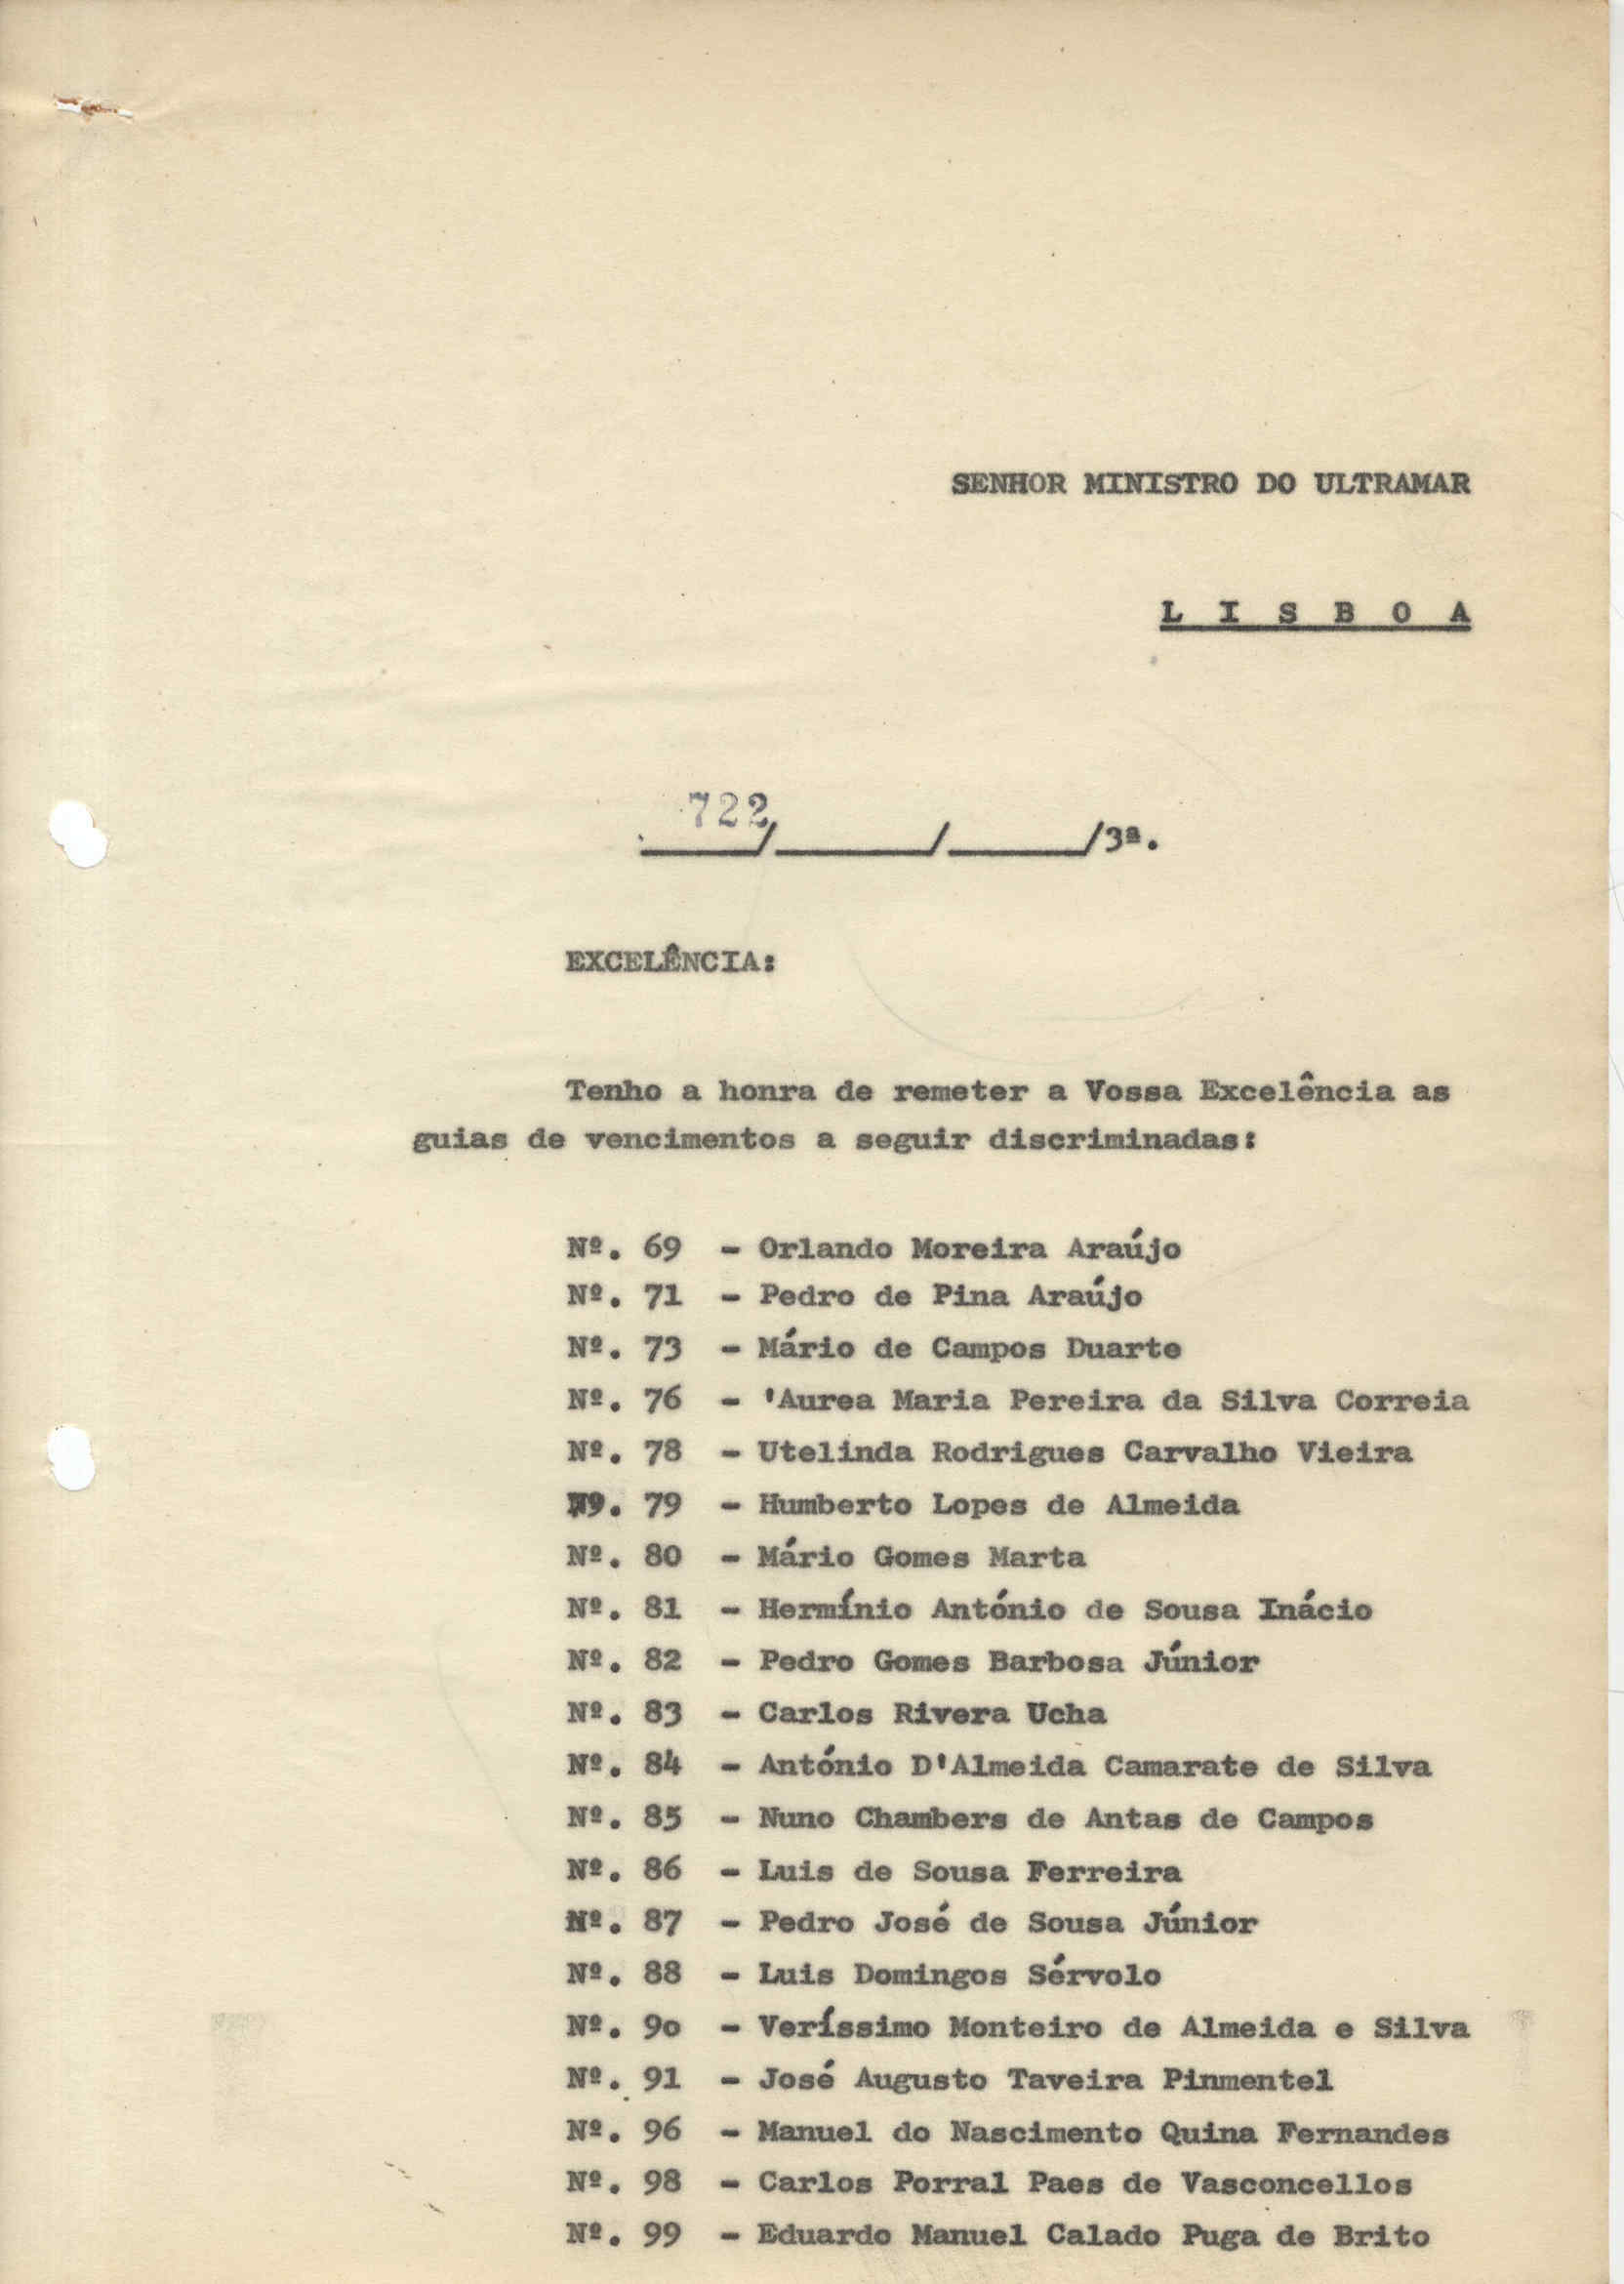 SENHOR MINISTRO DO ULTRAMAR
L I S B O A
722
____/_____/_____/3ª.
EXCELÊNCIA:
Tenho a honra de remeter a Vossa Excelência as
guias de vencimentos a seguir discriminadas:
Nº. 69 - Orlando Moreira Araújo
Nº. 71 - Pedro de Pina Araújo
Nº. 73 - Mário de Campos Duarte
Nº. 76 - 'Aurea Maria Pereira da Silva Correia
Nº. 78 - Utelinda Rodrigues Carvalho Vieira
N9. 79 - Humberto Lopes de Almeida
Nº. 80 - Mário Gomes Marta
Nº. 81 - Hermínio António de Sousa Inácio
Nº. 82 - Pedro Gomes Barbosa Júnior
Nº. 83 - Carlos Rivera Ucha
Nº. 84 - António D'Almeida Camarate de Silva
Nº. 85 - Nuno Chambers de Antas de Campos
Nº. 86 - Luis de Sousa Ferreira
Nº. 87 - Pedro José de Sousa Júnior
Nº. 88 - Luis Domingos Sérvolo
Nº. 9o - Veríssimo Monteiro de Almeida e Silva
Nº. 91 - José Augusto Taveira Pinmentel
Nº. 96 - Manuel do Nascimento Quina Fernandes
Nº. 98 - Carlos Porral Paes de Vasconcellos
Nº. 99 - Eduardo Manuel Calado Puga de Brito